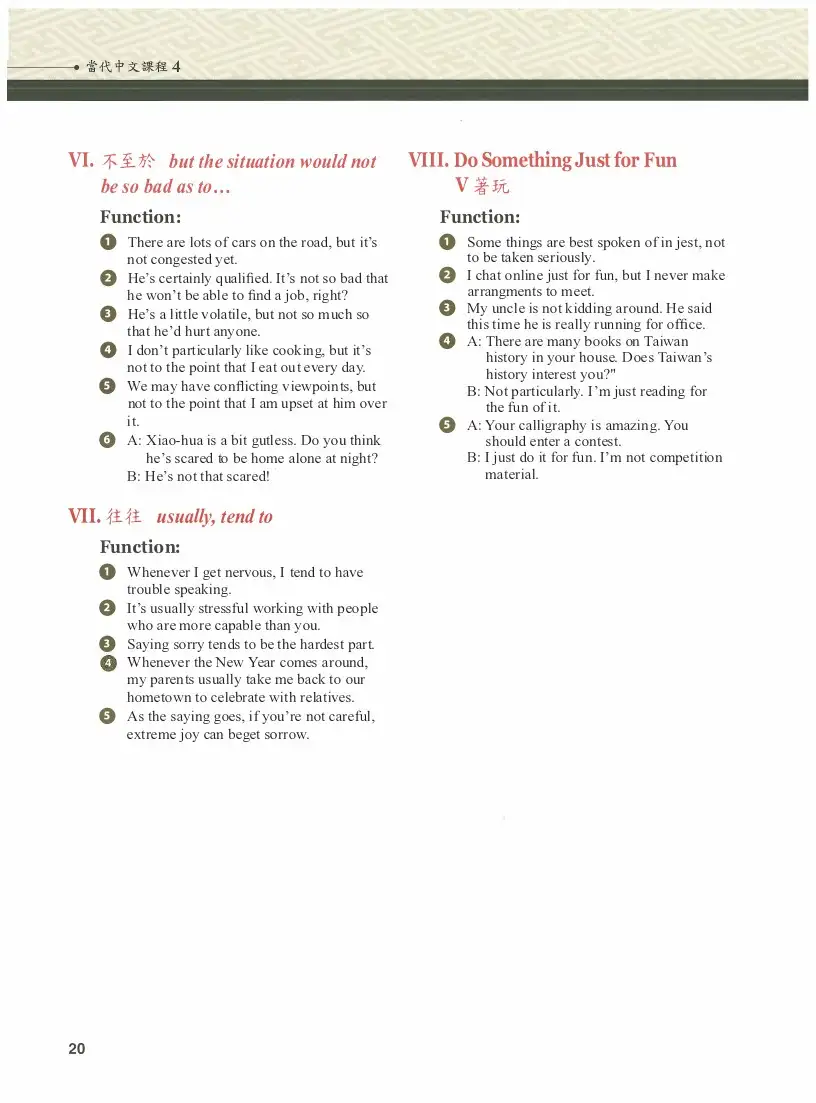 當代中文課程 4
VI. 不至於 but the situation would not
be so bad as to…
Function:
1 There are lots of cars on the road, but it's
not congested yet.
2 He's certainly qualified. It's not so bad that
he won't be able to find a job, right?
3 He's a little volatile, but not so much so
that he'd hurt anyone.
4 I don't particularly like cooking, but it's
not to the point that I eat out every day.
5 We may have conflicting viewpoints, but
not to the point that I am upset at him over
it.
6 A: Xiao-hua is a bit gutless. Do you think
he's scared to be home alone at night?
B: He's not that scared!
VII. 往往 usually, tend to
Function:
1 Whenever I get nervous, I tend to have
trouble speaking.
2 It's usually stressful working with people
who are more capable than you.
3 Saying sorry tends to be the hardest part.
4 Whenever the New Year comes around,
my parents usually take me back to our
hometown to celebrate with relatives.
5 As the saying goes, if you're not careful,
extreme joy can beget sorrow.
VIII. Do Something Just for Fun
V 著玩
Function:
1 Some things are best spoken of in jest, not
to be taken seriously.
2 I chat online just for fun, but I never make
arrangments to meet.
3 My uncle is not kidding around. He said
this time he is really running for office.
4 A: There are many books on Taiwan
history in your house. Does Taiwan's
history interest you?"
B: Not particularly. I'm just reading for
the fun of it.
5 A: Your calligraphy is amazing. You
should enter a contest.
B: I just do it for fun. I'm not competition
material.
20